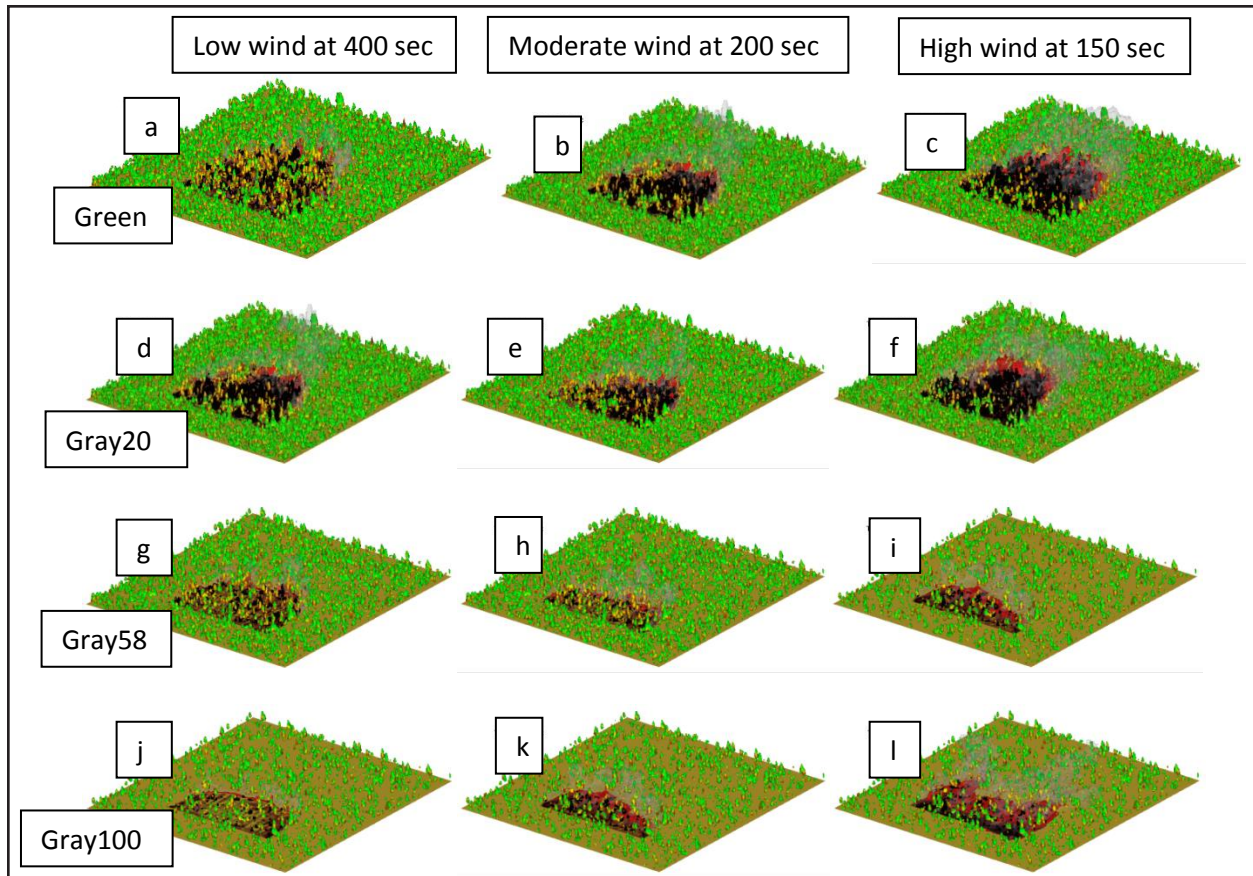 Low wind at 400 sec
Moderate wind at 200 sec
High wind at 150 sec
a
b
c
Green
d
e
f
Gray20
g
h
i
Gray58
j
k
l
Gray100